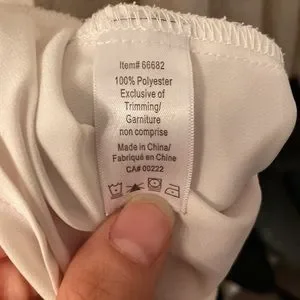 Item# 66682
100% Polyester
Exclusive of
Trimming/
Garniture
non comprise
Made in China/
Fabriqué en Chine
CA# 00222